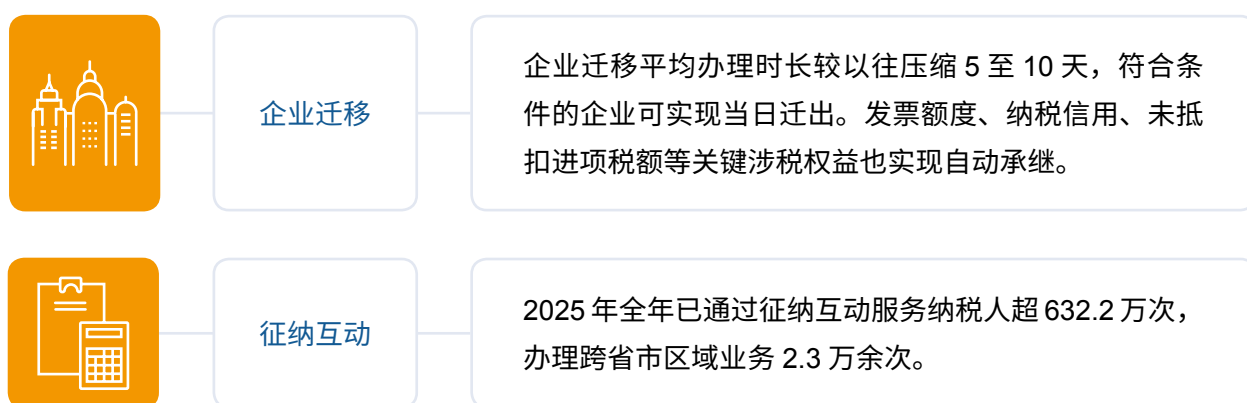 企业迁移
企业迁移平均办理时长较以往压缩 5 至 10 天，符合条
件的企业可实现当日迁出。发票额度、纳税信用、未抵
扣进项税额等关键涉税权益也实现自动承继。
征纳互动
2025 年全年已通过征纳互动服务纳税人超 632.2 万次，
办理跨省市区域业务 2.3 万余次。